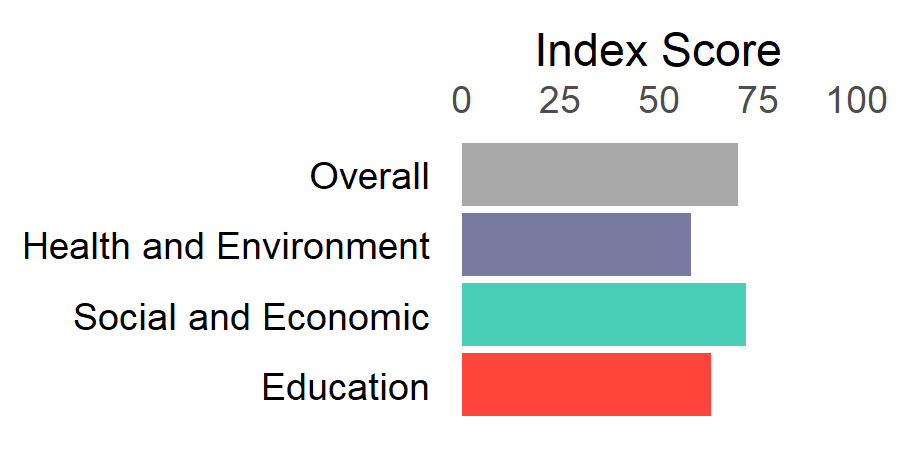 Index Score
0 25 50 75 100
Overall
Health and Environment
Social and Economic
Education